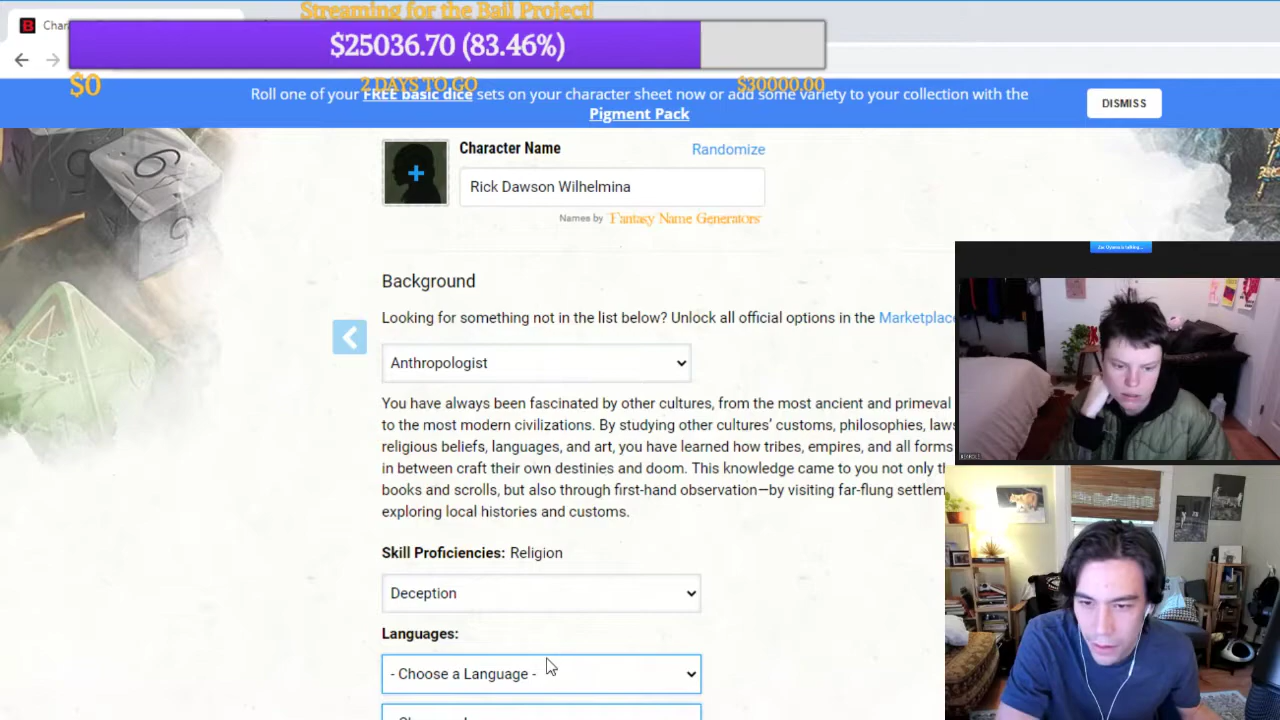 Streaming for the Bail Project!
Char
$25036.70 (83.46%)
$0
2 DAYS TO GO
$30000.00
Roll one of your FREE basic dice sets on your character sheet now or add some variety to your collection with the
Pigment Pack
DISMISS
Character Name
Randomize
Rick Dawson Wilhelmina
Names by Fantasy Name Generators
Background
Looking for something not in the list below? Unlock all official options in the Marketplace
Anthropologist
You have always been fascinated by other cultures, from the most ancient and primeval
to the most modern civilizations. By studying other cultures' customs, philosophies, laws
religious beliefs, languages, and art, you have learned how tribes, empires, and all forms
in between craft their own destinies and doom. This knowledge came to you not only th
books and scrolls, but also through first-hand observation—by visiting far-flung settlem
exploring local histories and customs.
Skill Proficiencies: Religion
Deception
Languages:
- Choose a Language -